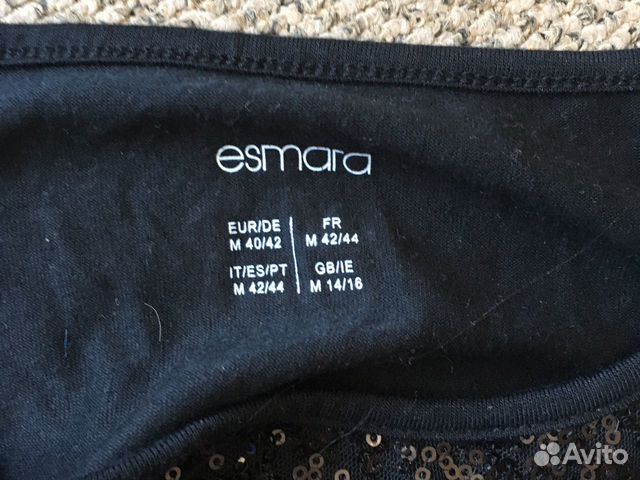 esmara
EUR/DE
M 40/42
FR
M 42/44
IT/ES/PT
M 42/44
GB/IE
M 14/16
Avito